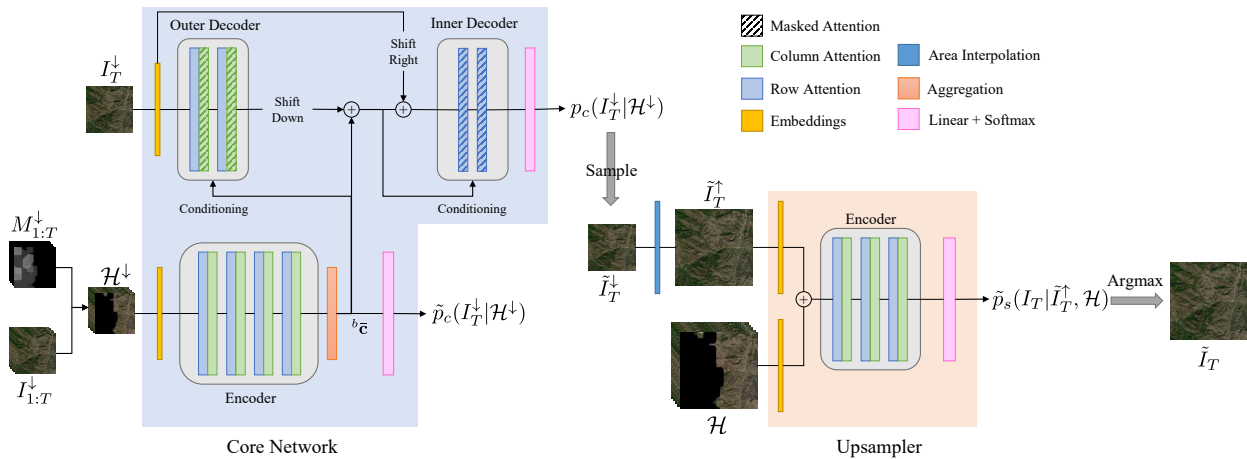 Outer Decoder
Inner Decoder
Masked Attention
Column Attention
Row Attention
Embeddings
Area Interpolation
Aggregation
Linear + Softmax
I_T^↓
Shift
Right
Shift
Down
+
+
p_c(I_T^↓|ℋ^↓)
Conditioning
Conditioning
Sample
M_{1:T}^↓
ℋ^↓
I_{1:T}^↓
Encoder
^b c̄
p̃_c(I_T^↓|ℋ^↓)
Core Network
Ĩ_T^↓
Ĩ_T^↑
ℋ
Encoder
+
p̃_s(I_T|Ĩ_T^↑, ℋ)
Argmax
Ĩ_T
Upsampler